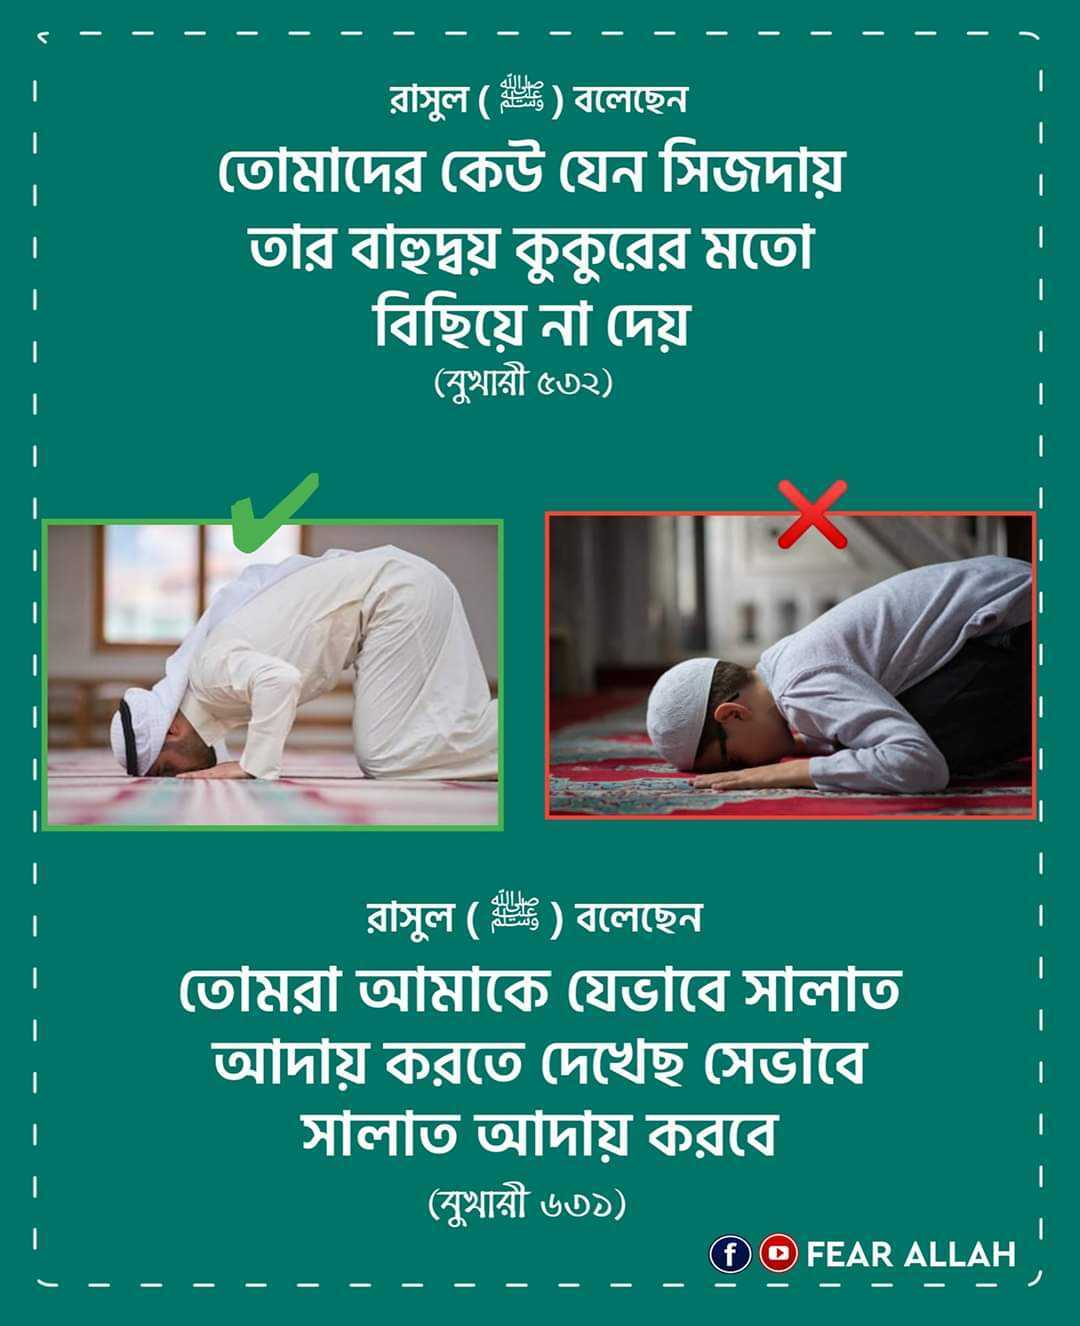 রাসুল ( ﷺ ) বলেছেন
তোমাদের কেউ যেন সিজদায়
তার বাহুদ্বয় কুকুরের মতো
বিছিয়ে না দেয়
(বুখারী ৫৩২)
রাসুল ( ﷺ ) বলেছেন
তোমরা আমাকে যেভাবে সালাত
আদায় করতে দেখেছ সেভাবে
সালাত আদায় করবে
(বুখারী ৬৩১)
f FEAR ALLAH